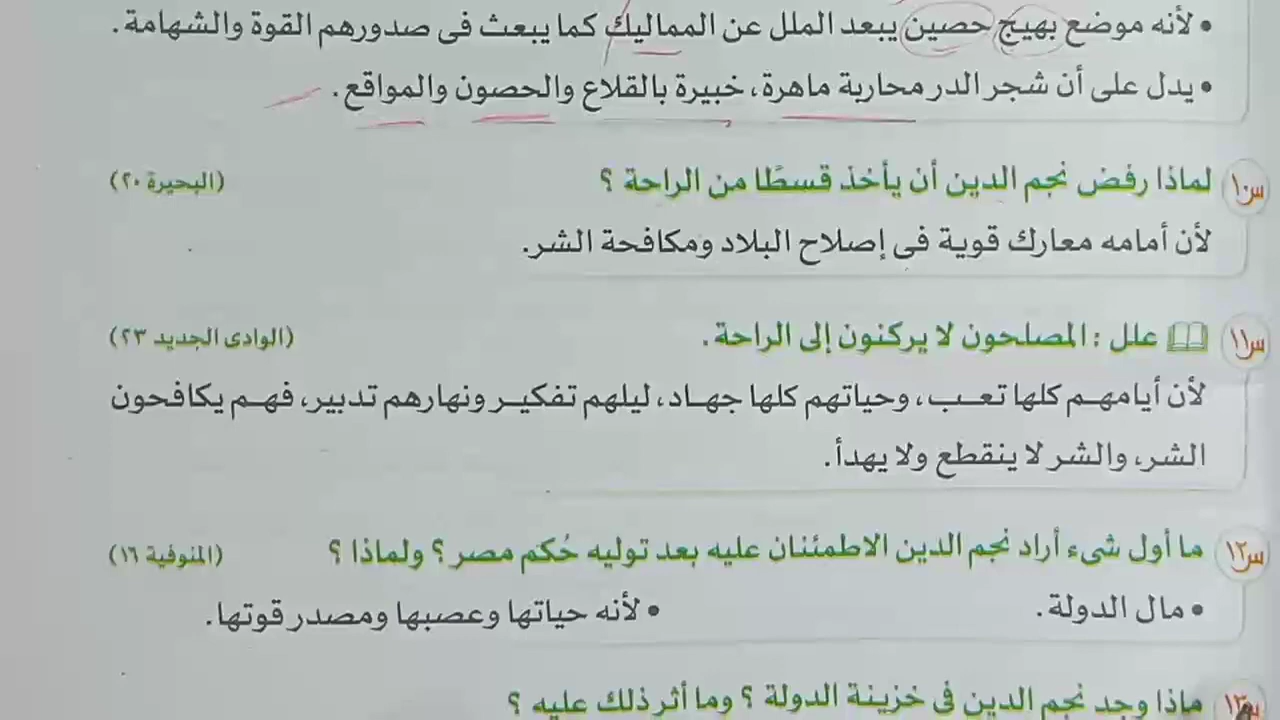 • لأنه موضع بهيج حصين يبعد الملل عن المماليك كما يبعث فى صدورهم القوة والشهامة.
• يدل على أن شجر الدر محاربة ماهرة، خبيرة بالقلاع والحصون والمواقع.
س١٠ لماذا رفض نجم الدين أن يأخذ قسطًا من الراحة ؟ (البحيرة ٢٠)
لأن أمامه معارك قوية فى إصلاح البلاد ومكافحة الشر.
س١١ علل : المصلحون لا يركنون إلى الراحة. (الوادى الجديد ٢٣)
لأن أيامهم كلها تعب، وحياتهم كلها جهاد، ليلهم تفكير ونهارهم تدبير، فهم يكافحون
الشر، والشر لا ينقطع ولا يهدأ.
س١٢ ما أول شىء أراد نجم الدين الاطمئنان عليه بعد توليه حُكم مصر ؟ ولماذا ؟ (المنوفية ١٦)
• مال الدولة. • لأنه حياتها وعصبها ومصدر قوتها.
س١٣ ماذا وجد نجم الدين فى خزينة الدولة ؟ وما أثر ذلك عليه ؟